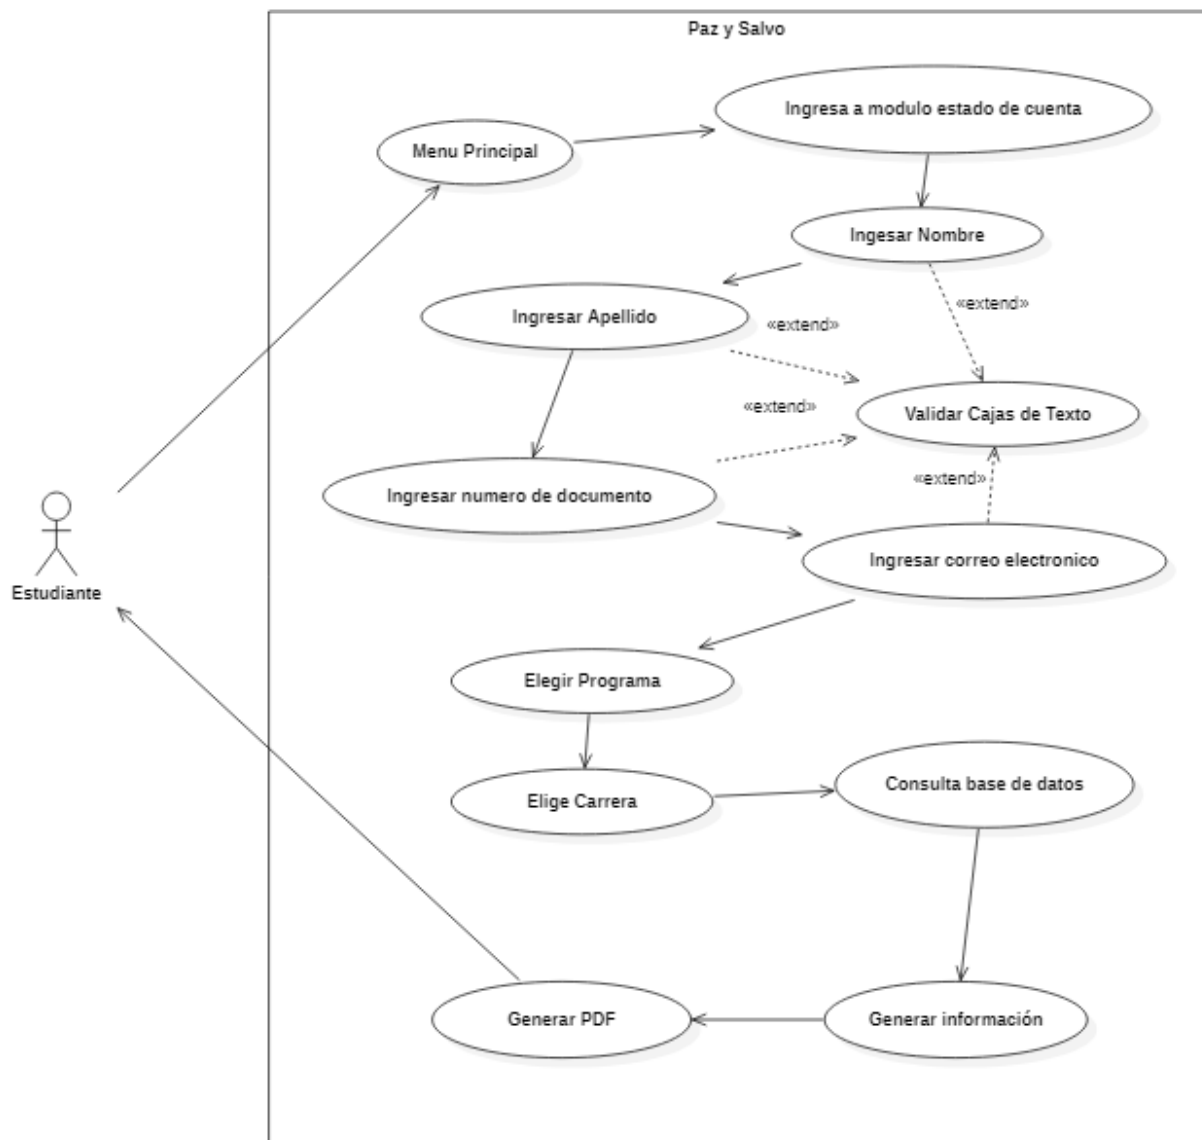 Paz y Salvo
Ingresa a modulo estado de cuenta
Menu Principal
Ingesar Nombre
«extend»
Ingresar Apellido
«extend»
«extend»
Validar Cajas de Texto
«extend»
Ingresar numero de documento
Ingresar correo electronico
Estudiante
Elegir Programa
Elige Carrera
Consulta base de datos
Generar PDF
Generar información